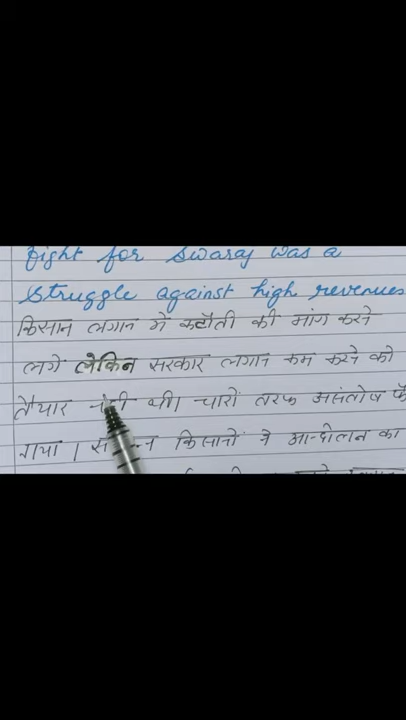 fight for Swaraj was a
struggle against high revenues
किसान लगान में कटौती की मांग करने
लगे लेकिन सरकार लगान कम करने को
तैयार थी। चारों तरफ असंतोष
गया। किसानों ने आन्दोलन का